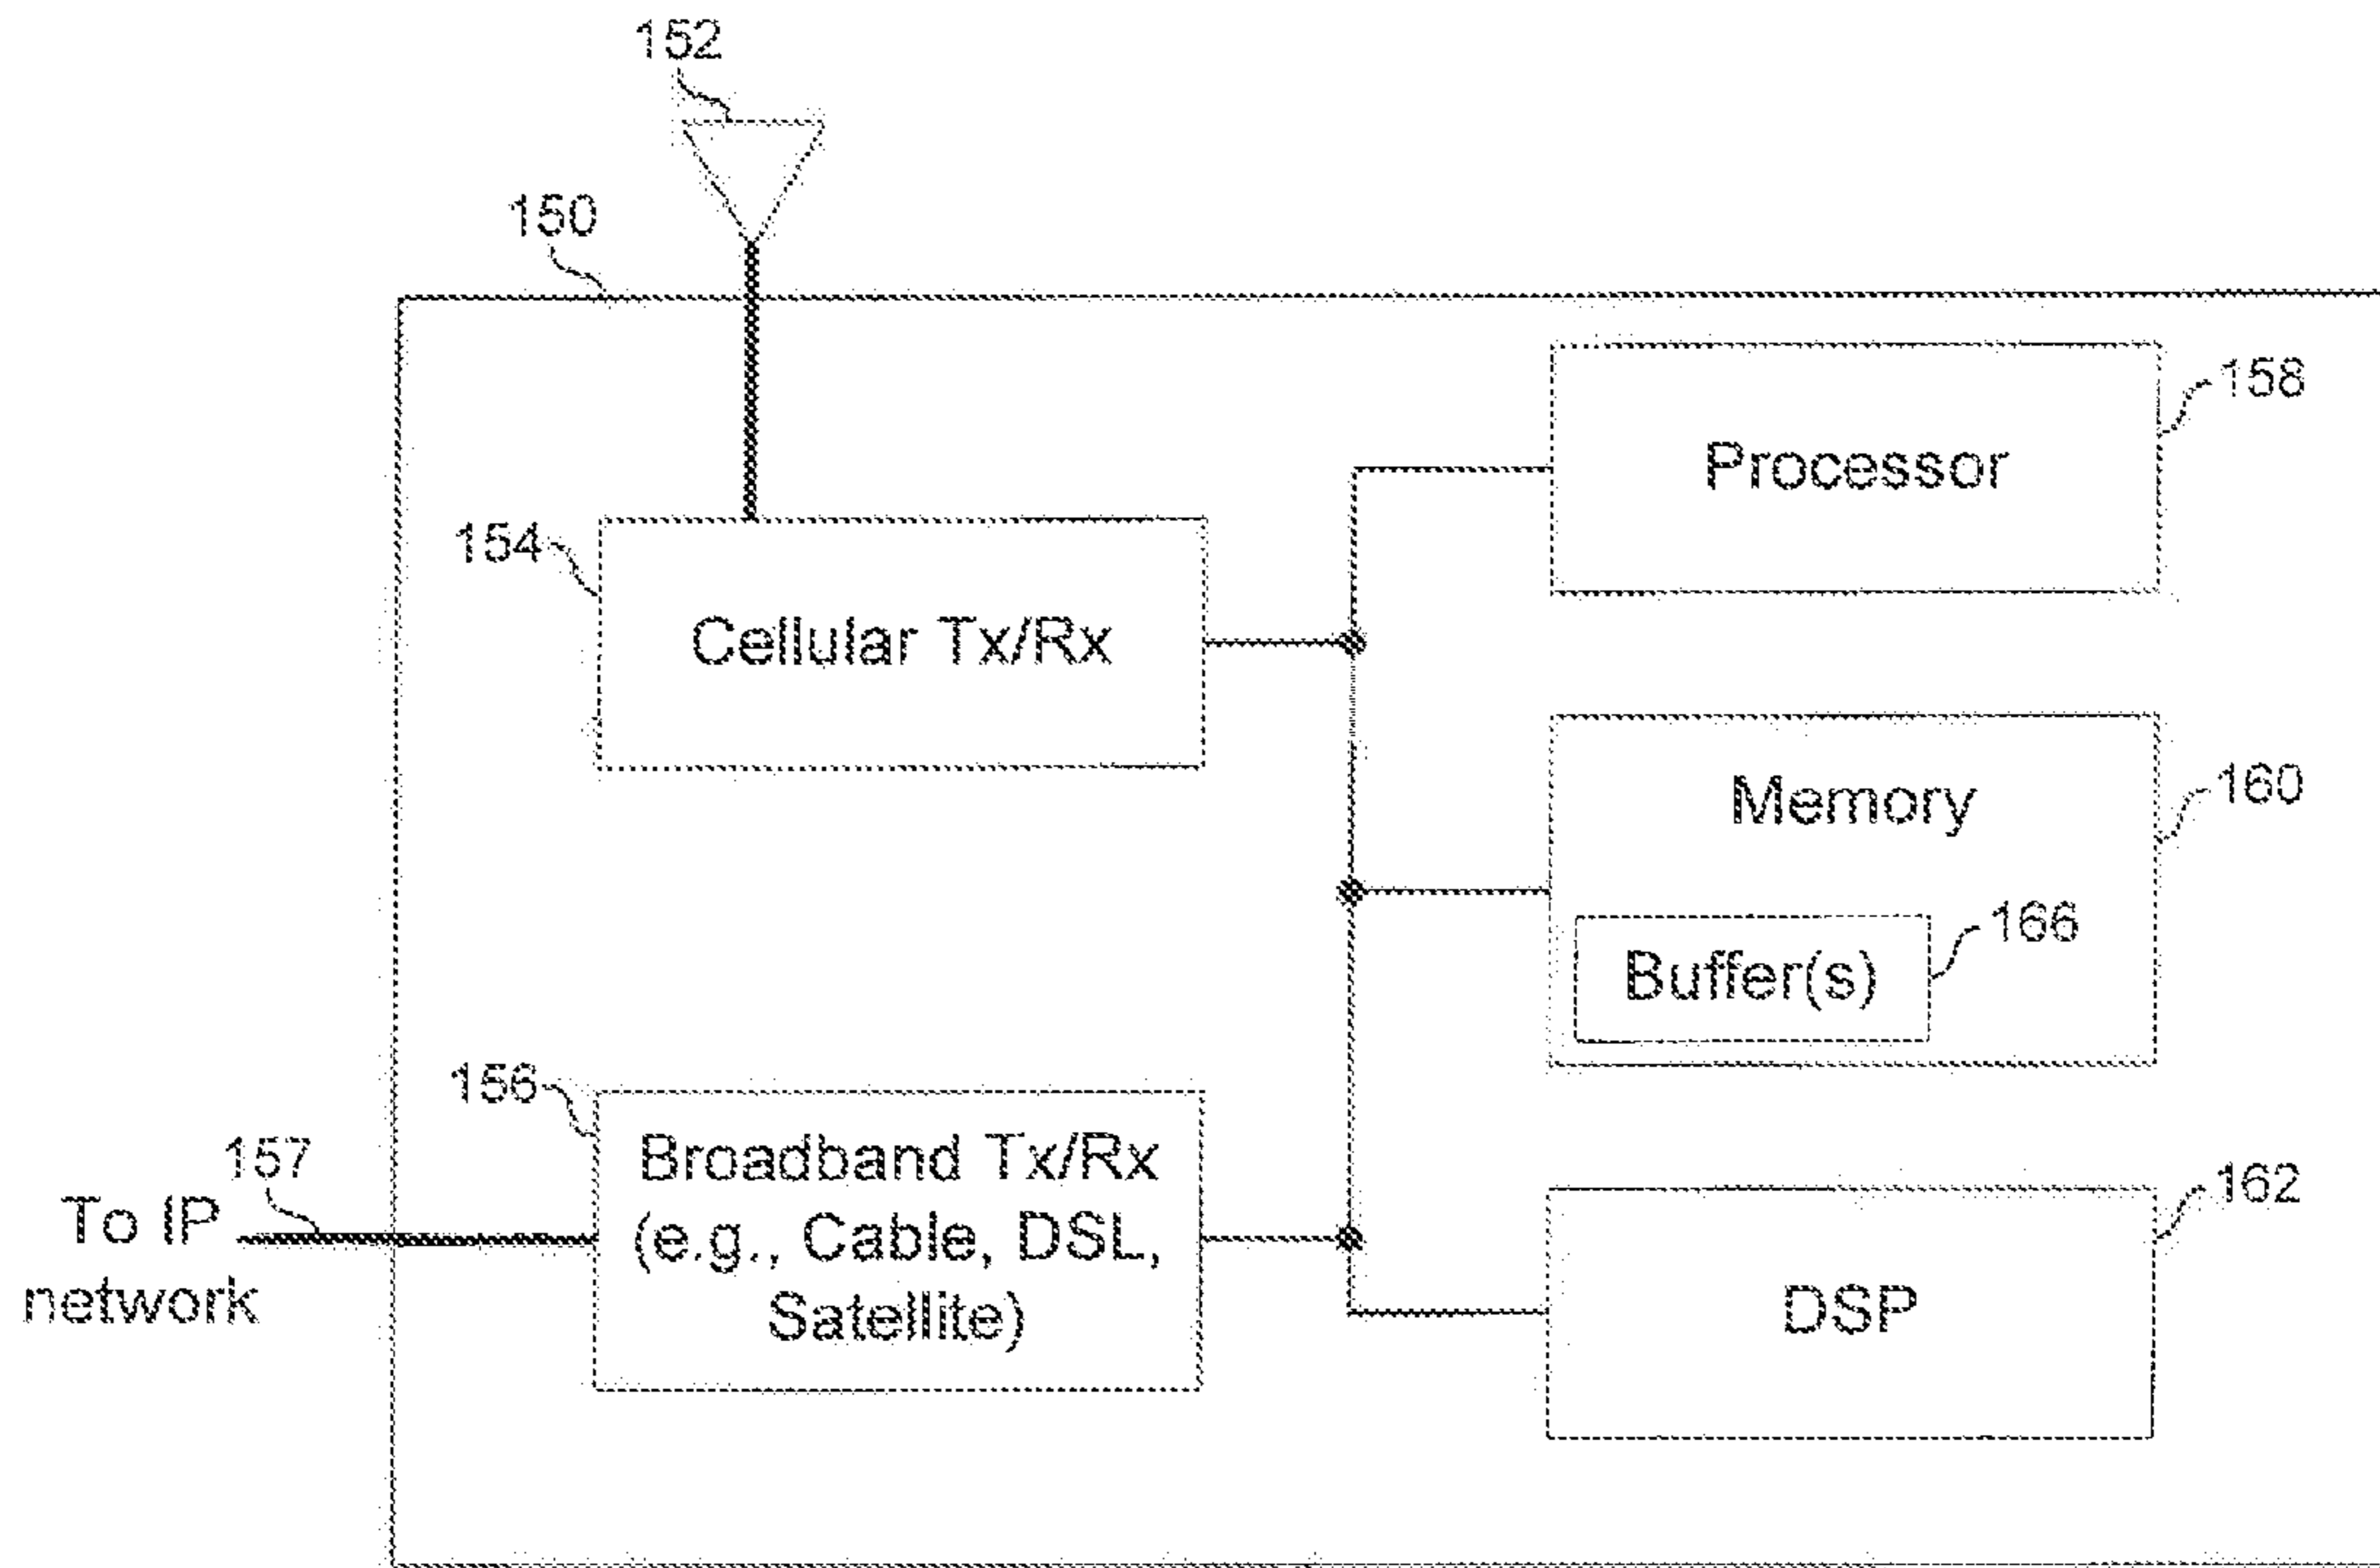 152
150
158
Processor
154
Cellular Tx/Rx
Memory
160
166
Buffer(s)
156
Broadband Tx/Rx
(e.g., Cable, DSL,
Satellite)
157
To IP
network
162
DSP